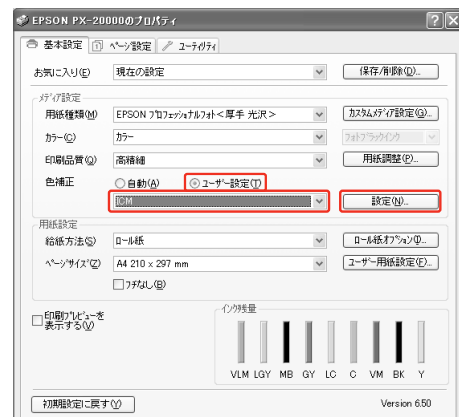 EPSON PX-20000のプロパティ
基本設定 ページ設定 ユーティリティ
お気に入り(E) 現在の設定 保存/削除(D)...
メディア設定
用紙種類(M) EPSON プロフェッショナルフォト<厚手 光沢> カスタムメディア設定(G)...
カラー(C) カラー フォトブラックインク
印刷品質(Q) 高精細 用紙調整(P)...
色補正 自動(A) ユーザー設定(T)
ICM 設定(N)...
用紙設定
給紙方法(S) ロール紙 ロール紙オプション(J)...
ページサイズ(Z) A4 210 x 297 mm ユーザー用紙設定(F)...
フチなし(B)
印刷プレビューを
表示する(V)
インク残量
VLM LGY MB GY LC C VM BK Y
初期設定に戻す(Y) Version 6.50